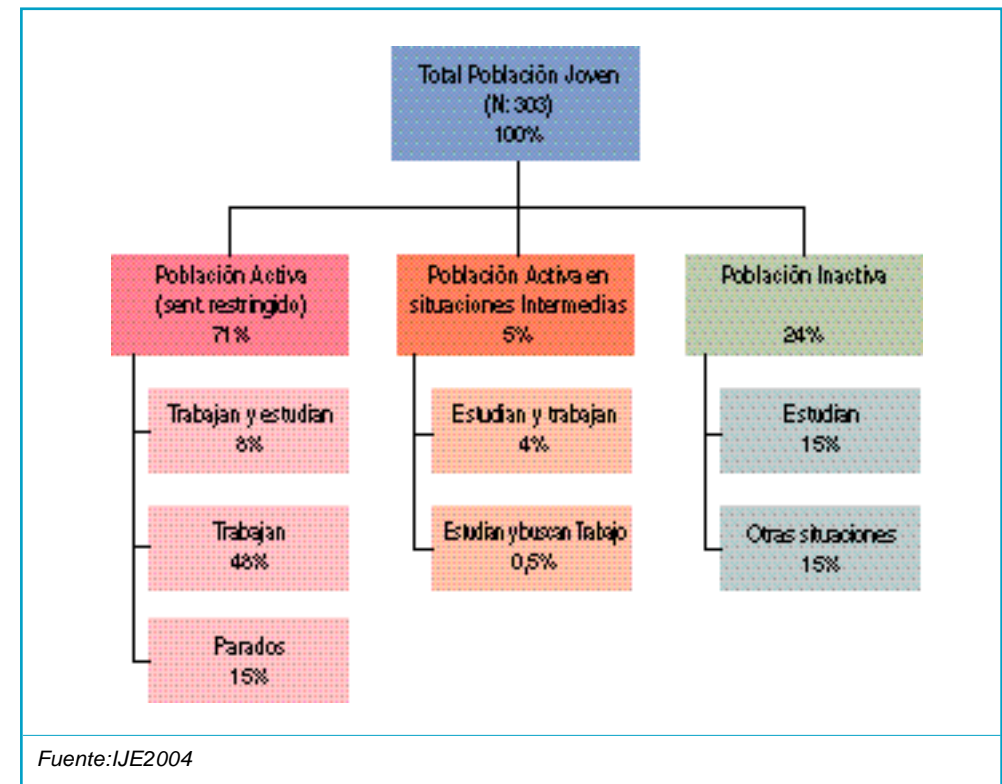 Total Población Joven
(N: 303)
100%
Población Activa
(sent. restringido)
71%
Trabajan y estudian
8%
Trabajan
48%
Parados
15%
Población Activa en
situaciones Intermedias
5%
Estudian y trabajan
4%
Estudian y buscan Trabajo
0,5%
Población Inactiva
24%
Estudian
15%
Otras situaciones
15%
Fuente:IJE2004